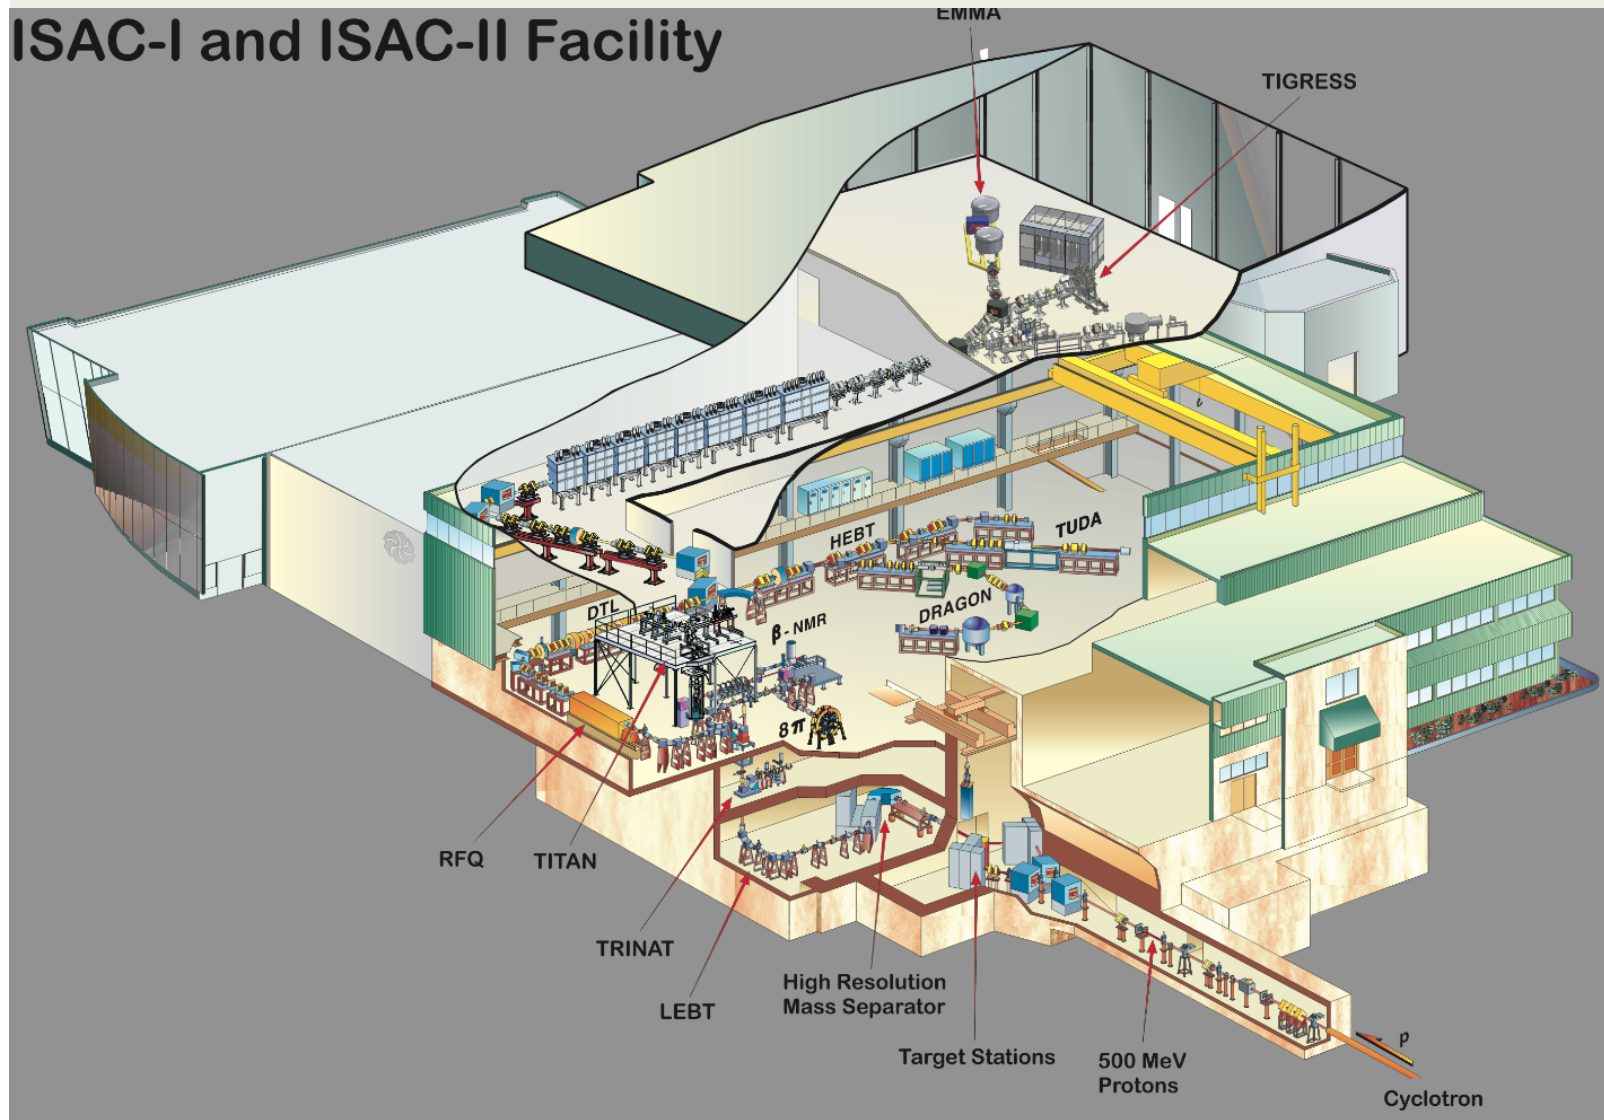 ISAC-I and ISAC-II Facility
EMMA
TIGRESS
HEBT
TUDA
DTL
DRAGON
β-NMR
8π
RFQ
TITAN
TRINAT
LEBT
High Resolution
Mass Separator
Target Stations
500 MeV
Protons
p
Cyclotron